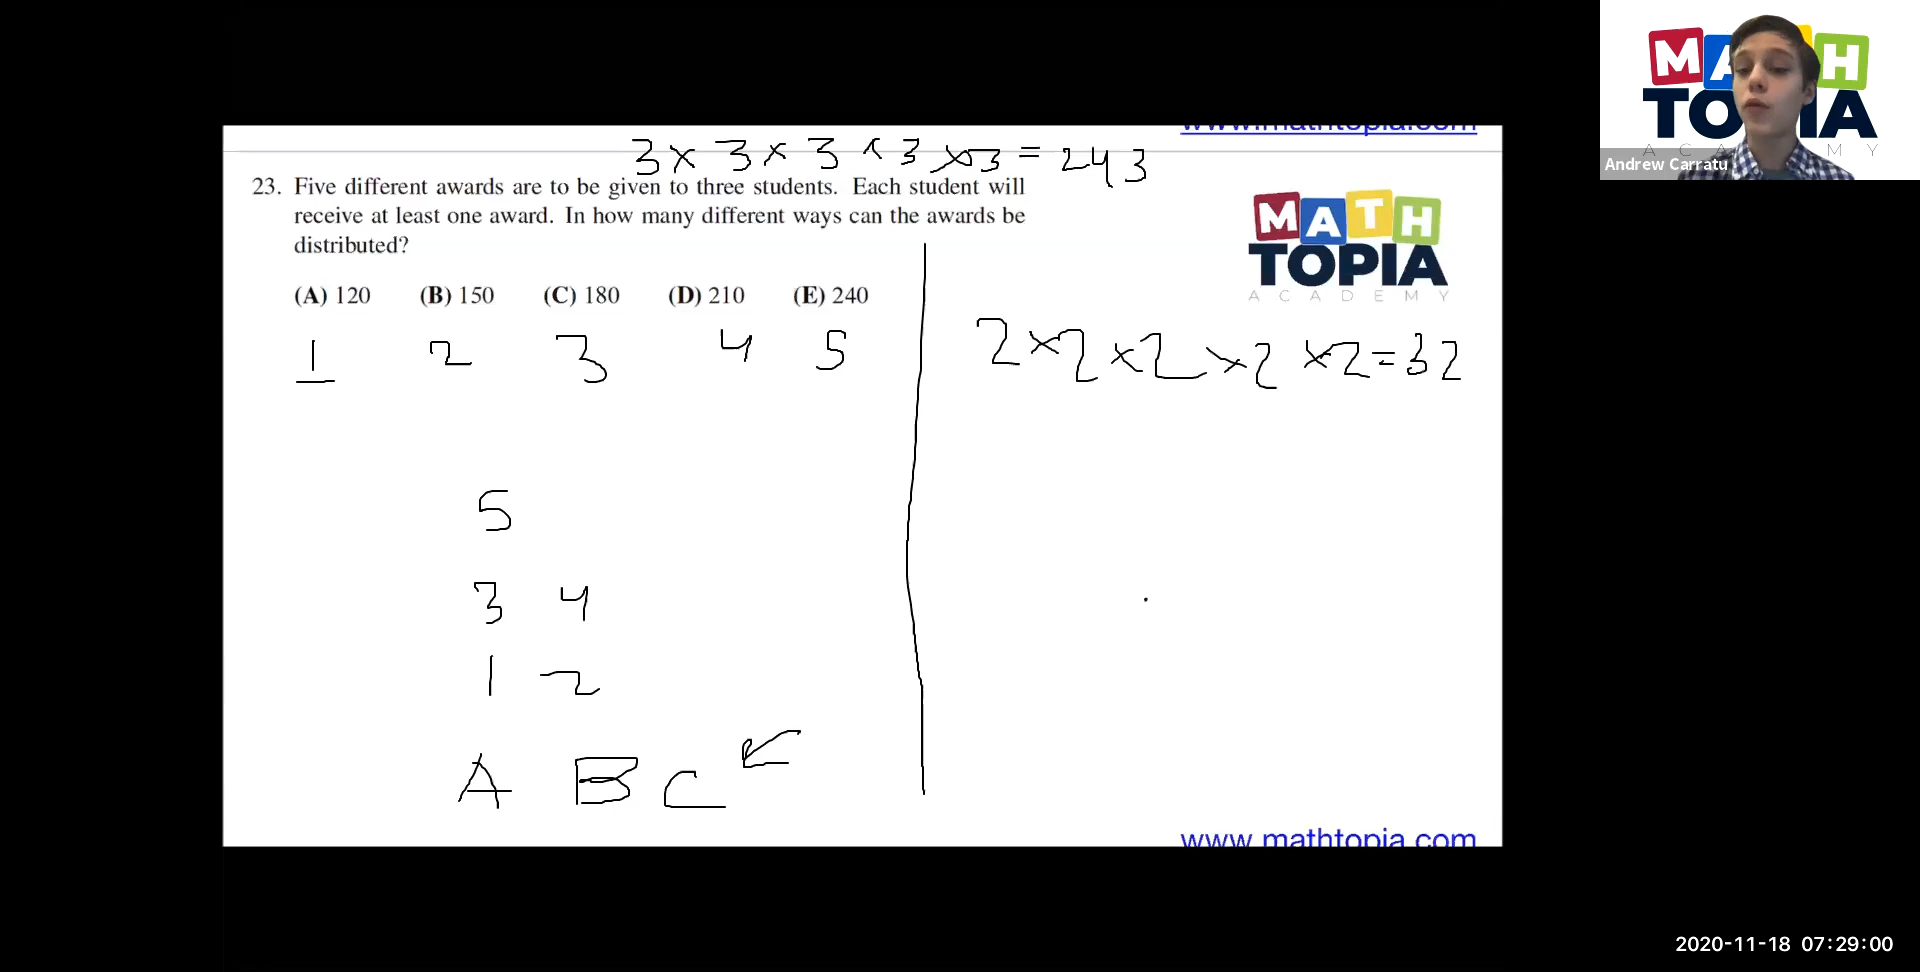 MATH
TOPIA
ACADEMY
Andrew Carratu
www.mathtopia.com
3 × 3 × 3 × 3 × 3 = 243
23. Five different awards are to be given to three students. Each student will
receive at least one award. In how many different ways can the awards be
distributed?
(A) 120 (B) 150 (C) 180 (D) 210 (E) 240
MATH
TOPIA
ACADEMY
1 2 3 4 5
2 × 2 × 2 × 2 × 2 = 32
5
3 4
1 2
A B C
www.mathtopia.com
2020-11-18 07:29:00